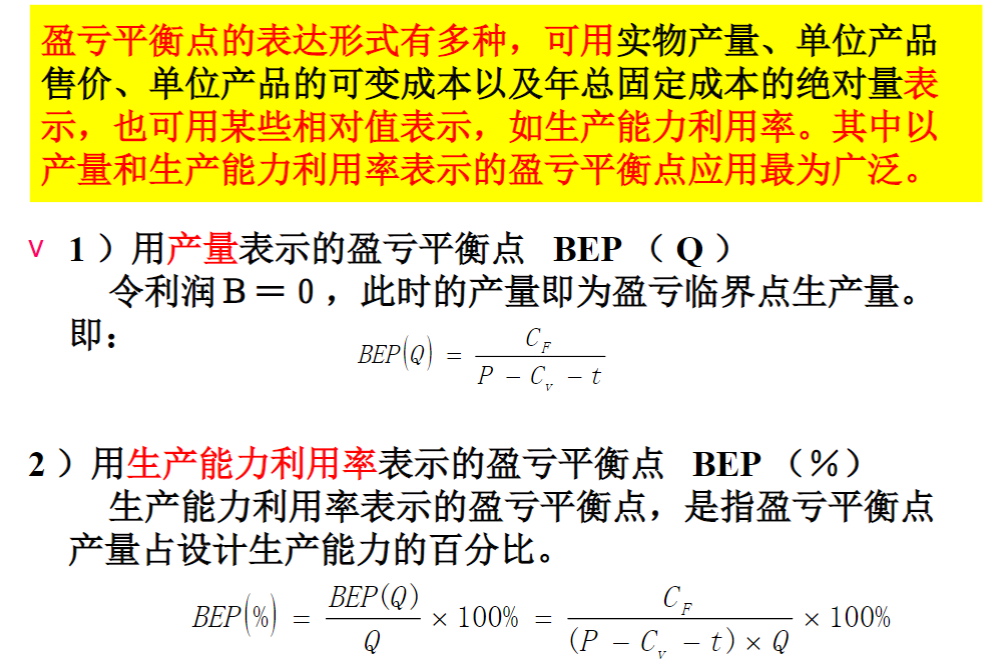 盈亏平衡点的表达形式有多种，可用实物产量、单位产品
售价、单位产品的可变成本以及年总固定成本的绝对量表
示，也可用某些相对值表示，如生产能力利用率。其中以
产量和生产能力利用率表示的盈亏平衡点应用最为广泛。
v 1）用产量表示的盈亏平衡点 BEP（Q）
令利润B＝0，此时的产量即为盈亏临界点生产量。
即：
BEP(Q) = C_F / (P - C_v - t)
2）用生产能力利用率表示的盈亏平衡点 BEP（％）
生产能力利用率表示的盈亏平衡点，是指盈亏平衡点
产量占设计生产能力的百分比。
BEP(%) = BEP(Q) / Q × 100% = C_F / ((P - C_v - t) × Q) × 100%